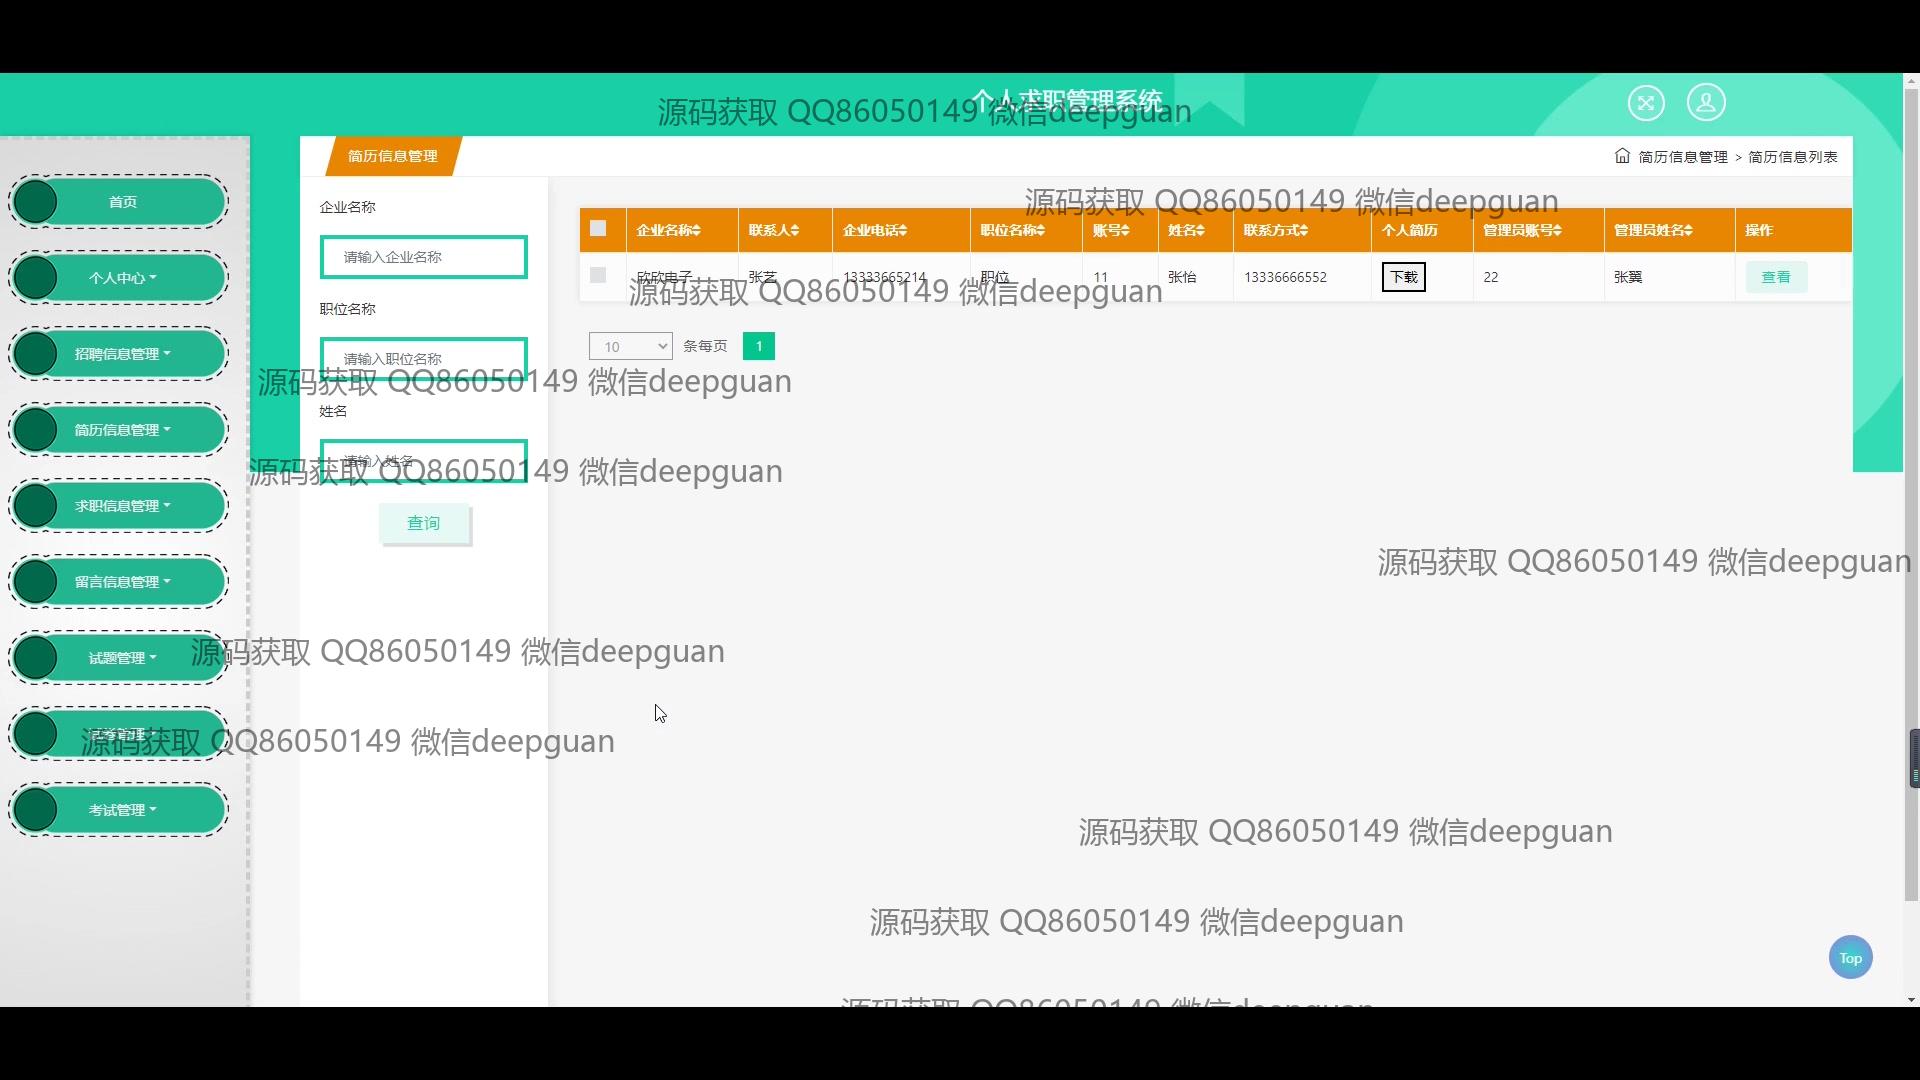 个人求职管理系统
源码获取 QQ86050149 微信deepguan
简历信息管理
简历信息管理 > 简历信息列表
源码获取 QQ86050149 微信deepguan
首页
个人中心
招聘信息管理
简历信息管理
求职信息管理
留言信息管理
试题管理
考试管理
企业名称
请输入企业名称
职位名称
请输入职位名称
姓名
请输入姓名
查询
企业名称 联系人 企业电话 职位名称 账号 姓名 联系方式 个人简历 管理员账号 管理员姓名 操作
欣欣电子 张艺 13333665214 职位 11 张怡 13336666552 下载 22 张翼 查看
源码获取 QQ86050149 微信deepguan
10 条每页 1
源码获取 QQ86050149 微信deepguan
源码获取 QQ86050149 微信deepguan
源码获取 QQ86050149 微信deepguan
源码获取 QQ86050149 微信deepguan
源码获取 QQ86050149 微信deepguan
源码获取 QQ86050149 微信deepguan
源码获取 QQ86050149 微信deepguan
Top
源码获取 QQ86050149 微信deepguan